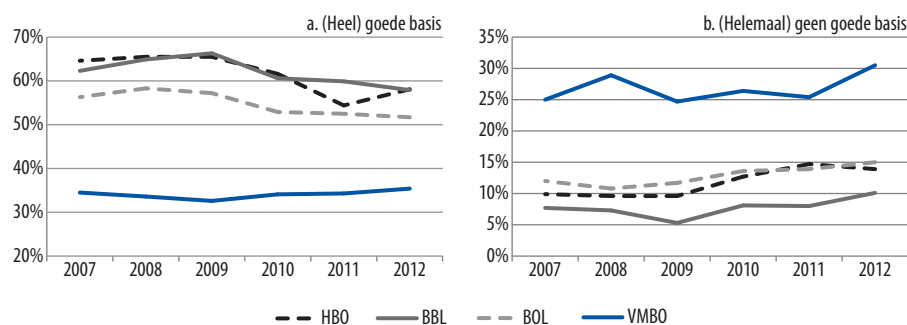 a. (Heel) goede basis
70%
60%
50%
40%
30%
20%
2007 2008 2009 2010 2011 2012
b. (Helemaal) geen goede basis
35%
30%
25%
20%
15%
10%
5%
0%
2007 2008 2009 2010 2011 2012
HBO BBL BOL VMBO